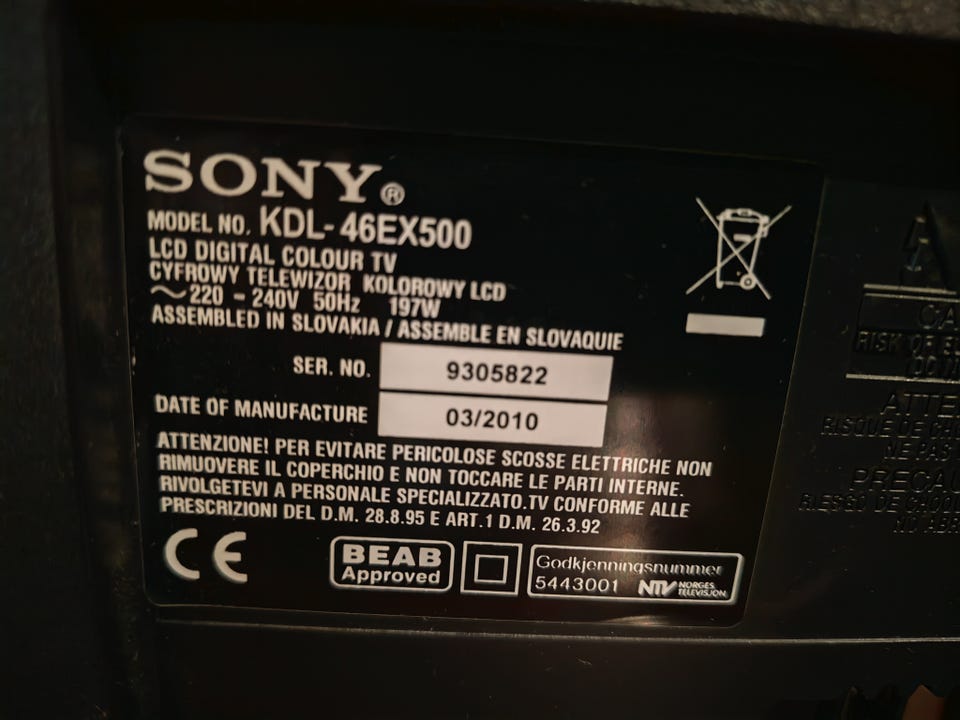 SONY®
MODEL NO. KDL-46EX500
LCD DIGITAL COLOUR TV
CYFROWY TELEWIZOR KOLOROWY LCD
~ 220 - 240V 50Hz 197W
ASSEMBLED IN SLOVAKIA / ASSEMBLE EN SLOVAQUIE
SER. NO. 9305822
DATE OF MANUFACTURE 03/2010
ATTENZIONE! PER EVITARE PERICOLOSE SCOSSE ELETTRICHE NON
RIMUOVERE IL COPERCHIO E NON TOCCARE LE PARTI INTERNE.
RIVOLGETEVI A PERSONALE SPECIALIZZATO.TV CONFORME ALLE
PRESCRIZIONI DEL D.M. 28.8.95 E ART.1 D.M. 26.3.92
CE
BEAB
Approved
Godkjenningsnummer
5443001 NTV NORGES
TELEVISJON
RISK OF